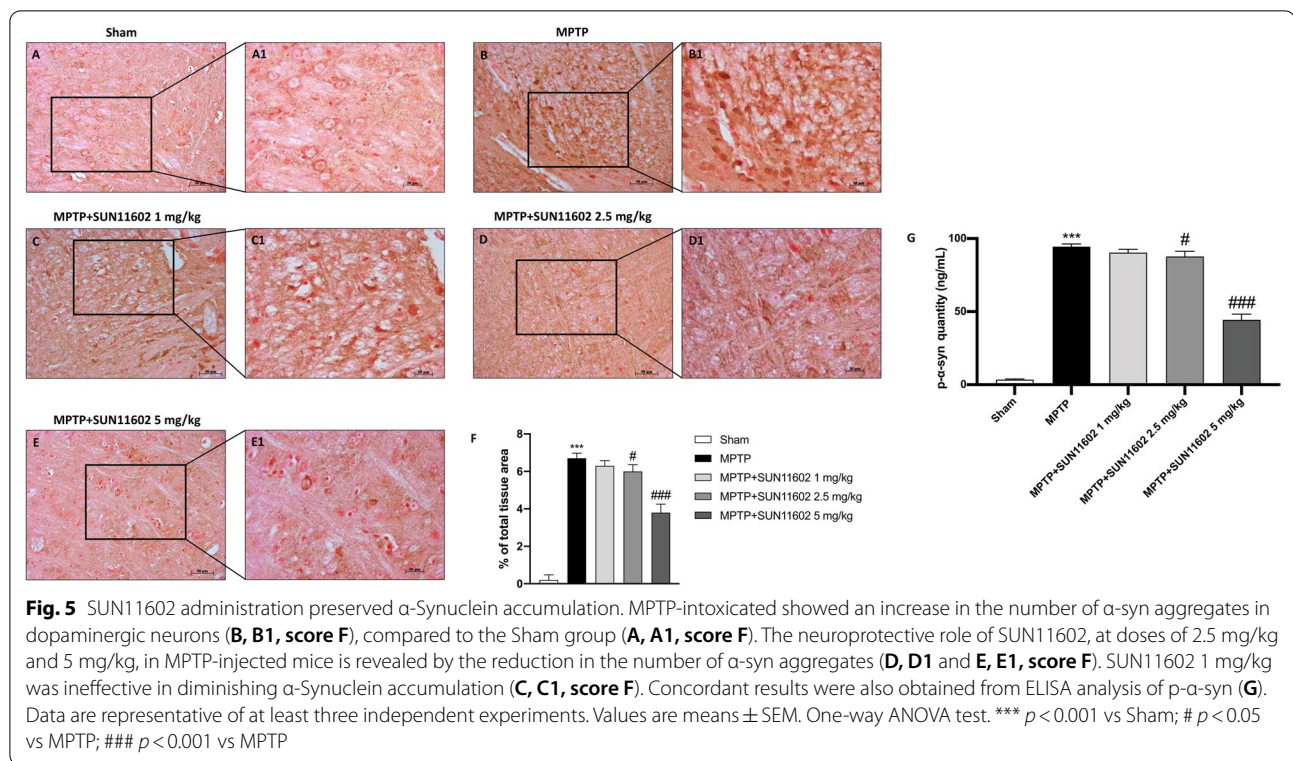 Sham
MPTP
A
A1
B
B1
MPTP+SUN11602 1 mg/kg
MPTP+SUN11602 2.5 mg/kg
C
C1
D
D1
G
p-α-syn quantity (ng/mL)
100
50
0
***
#
###
Sham
MPTP
MPTP+SUN11602 1 mg/kg
MPTP+SUN11602 2.5 mg/kg
MPTP+SUN11602 5 mg/kg
MPTP+SUN11602 5 mg/kg
E
E1
F
% of total tissue area
8
6
4
2
0
***
#
###
Sham
MPTP
MPTP+SUN11602 1 mg/kg
MPTP+SUN11602 2.5 mg/kg
MPTP+SUN11602 5 mg/kg
Fig. 5 SUN11602 administration preserved α-Synuclein accumulation. MPTP-intoxicated showed an increase in the number of α-syn aggregates in
dopaminergic neurons (B, B1, score F), compared to the Sham group (A, A1, score F). The neuroprotective role of SUN11602, at doses of 2.5 mg/kg
and 5 mg/kg, in MPTP-injected mice is revealed by the reduction in the number of α-syn aggregates (D, D1 and E, E1, score F). SUN11602 1 mg/kg
was ineffective in diminishing α-Synuclein accumulation (C, C1, score F). Concordant results were also obtained from ELISA analysis of p-α-syn (G).
Data are representative of at least three independent experiments. Values are means ± SEM. One-way ANOVA test. *** p < 0.001 vs Sham; # p < 0.05
vs MPTP; ### p < 0.001 vs MPTP